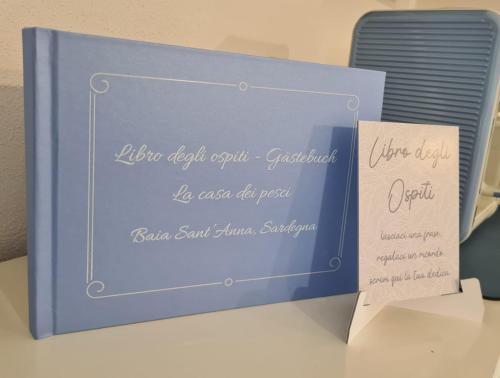 Libro degli ospiti - Gästebuch
La casa dei pesci
Baia Sant'Anna, Sardegna
Libro degli
Ospiti
lasciaci una frase,
regalaci un ricordo,
scrivi qui la tua dedica.